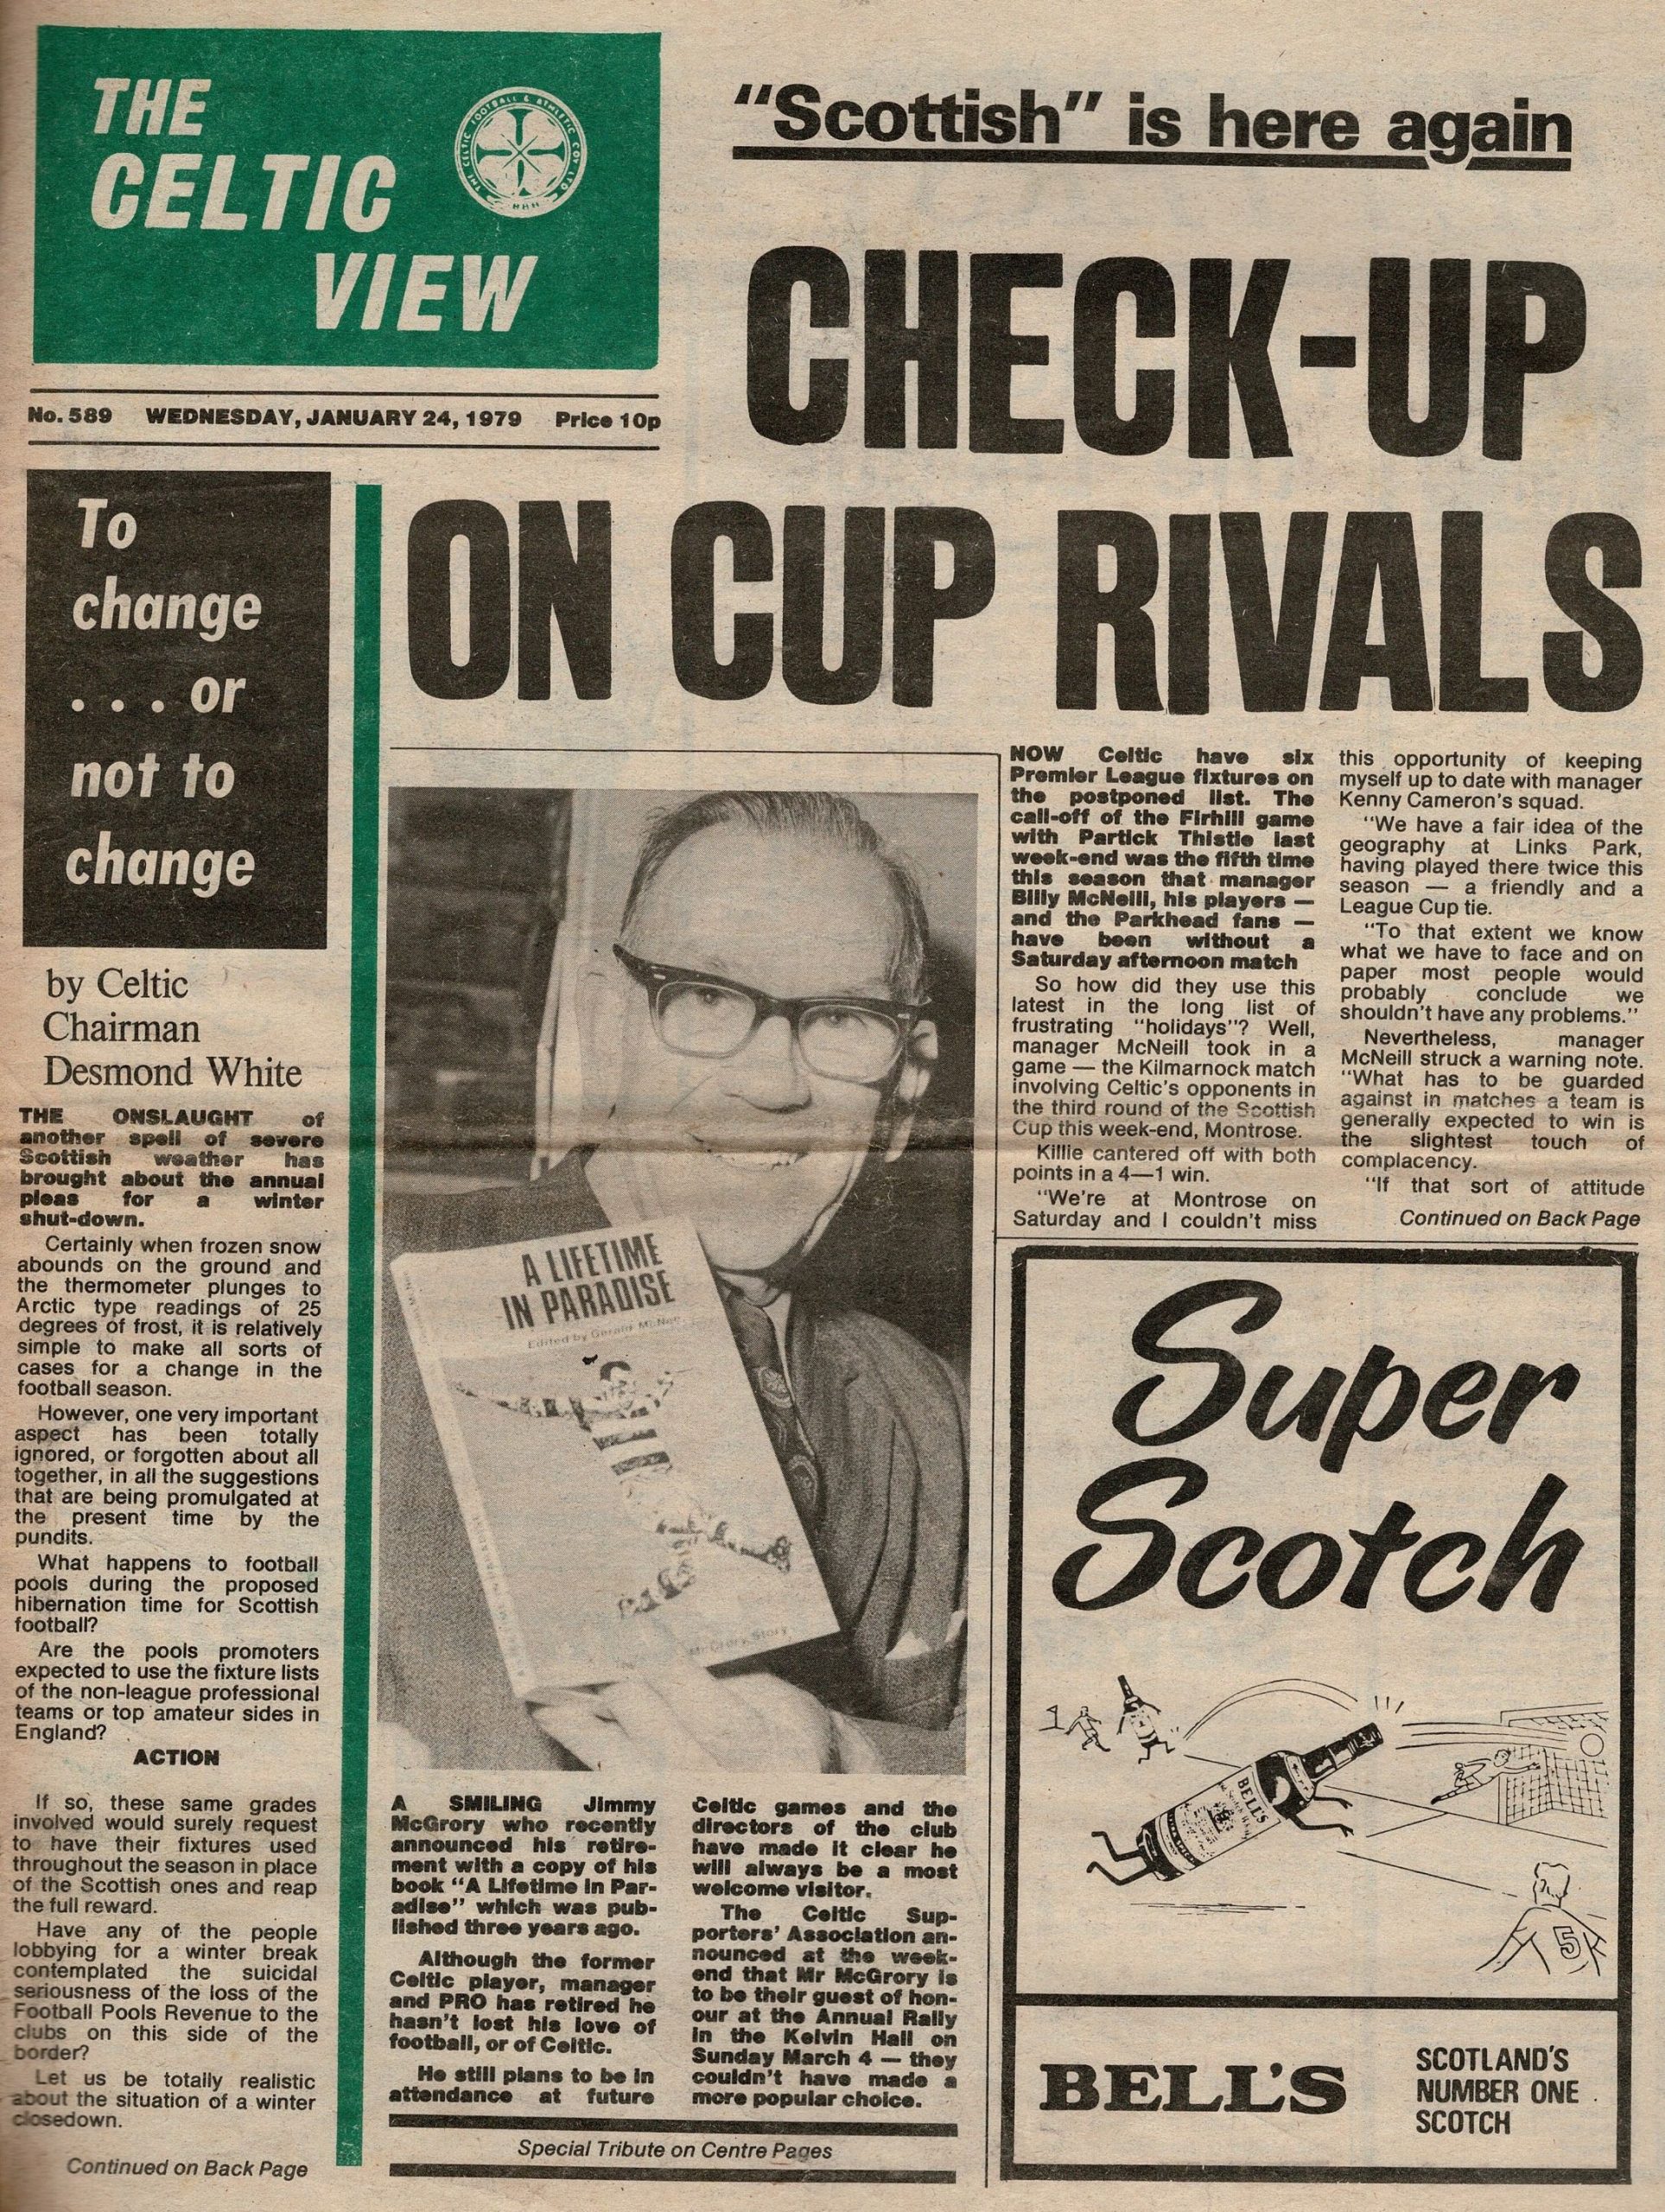 THE
CELTIC
VIEW
THE CELTIC FOOTBALL & ATHLETIC COY LTD
No. 589 WEDNESDAY, JANUARY 24, 1979 Price 10p
"Scottish" is here again
CHECK-UP
ON CUP RIVALS
To
change
. . . or
not to
change
by Celtic
Chairman
Desmond White
THE ONSLAUGHT of
another spell of severe
Scottish weather has
brought about the annual
pleas for a winter
shut-down.
Certainly when frozen snow
abounds on the ground and
the thermometer plunges to
Arctic type readings of 25
degrees of frost, it is relatively
simple to make all sorts of
cases for a change in the
football season.
However, one very important
aspect has been totally
ignored, or forgotten about all
together, in all the suggestions
that are being promulgated at
the present time by the
pundits.
What happens to football
pools during the proposed
hibernation time for Scottish
football?
Are the pools promoters
expected to use the fixture lists
of the non-league professional
teams or top amateur sides in
England?
ACTION
If so, these same grades
involved would surely request
to have their fixtures used
throughout the season in place
of the Scottish ones and reap
the full reward.
Have any of the people
lobbying for a winter break
contemplated the suicidal
seriousness of the loss of the
Football Pools Revenue to the
clubs on this side of the
border?
Let us be totally realistic
about the situation of a winter
closedown.
Continued on Back Page
A LIFETIME
IN PARADISE
Edited by Gerald McNee
McGrory Story
A SMILING Jimmy
McGrory who recently
announced his retire-
ment with a copy of his
book "A Lifetime in Par-
adise" which was pub-
lished three years ago.
Although the former
Celtic player, manager
and PRO has retired he
hasn't lost his love of
football, or of Celtic.
He still plans to be in
attendance at future
Celtic games and the
directors of the club
have made it clear he
will always be a most
welcome visitor.
The Celtic Sup-
porters' Association an-
nounced at the week-
end that Mr McGrory is
to be their guest of hon-
our at the Annual Rally
in the Kelvin Hall on
Sunday March 4 — they
couldn't have made a
more popular choice.
Special Tribute on Centre Pages
NOW Celtic have six
Premier League fixtures on
the postponed list. The
call-off of the Firhill game
with Partick Thistle last
week-end was the fifth time
this season that manager
Billy McNeill, his players —
and the Parkhead fans —
have been without a
Saturday afternoon match
So how did they use this
latest in the long list of
frustrating "holidays"? Well,
manager McNeill took in a
game — the Kilmarnock match
involving Celtic's opponents in
the third round of the Scottish
Cup this week-end, Montrose.
Killie cantered off with both
points in a 4—1 win.
"We're at Montrose on
Saturday and I couldn't miss
this opportunity of keeping
myself up to date with manager
Kenny Cameron's squad.
"We have a fair idea of the
geography at Links Park,
having played there twice this
season — a friendly and a
League Cup tie.
"To that extent we know
what we have to face and on
paper most people would
probably conclude we
shouldn't have any problems."
Nevertheless, manager
McNeill struck a warning note.
"What has to be guarded
against in matches a team is
generally expected to win is
the slightest touch of
complacency.
"If that sort of attitude
Continued on Back Page
Super
Scotch
BELL'S
5
BELL'S
SCOTLAND'S
NUMBER ONE
SCOTCH